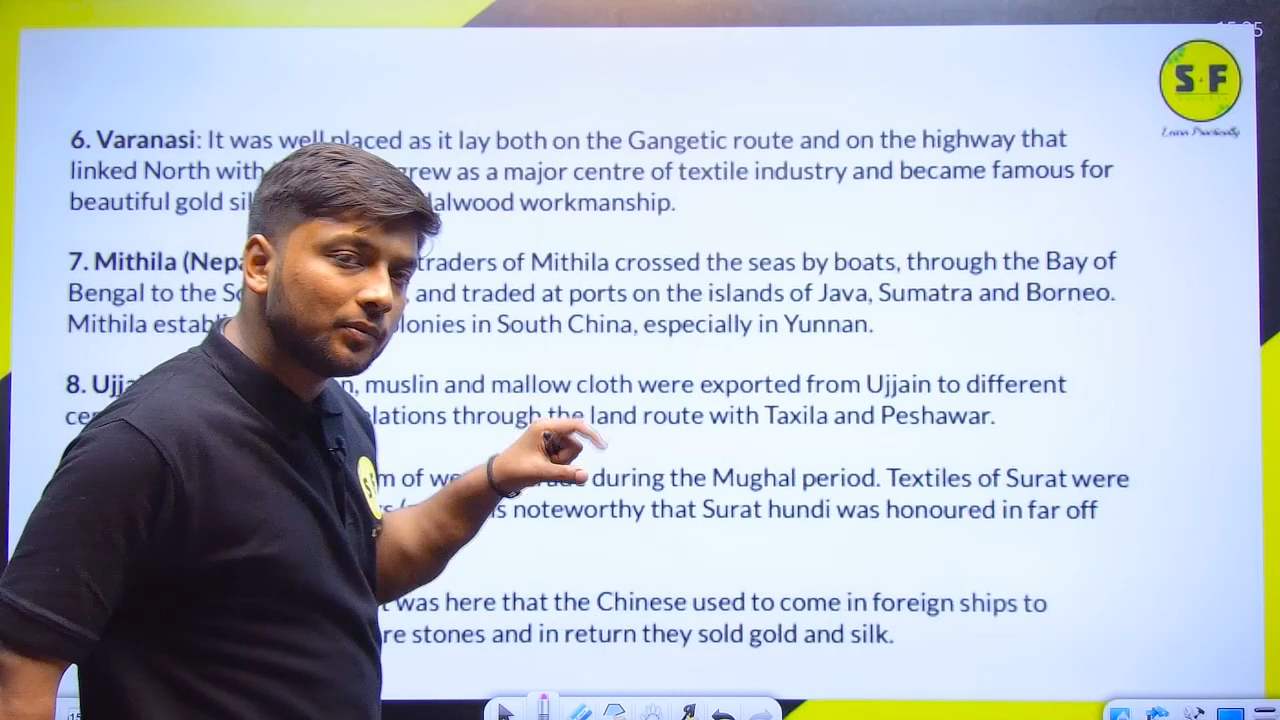 15:35
S·F
Learn Practically
6. Varanasi: It was well placed as it lay both on the Gangetic route and on the highway that
linked North with grew as a major centre of textile industry and became famous for
beautiful gold sil dalwood workmanship.
7. Mithila (Nepa traders of Mithila crossed the seas by boats, through the Bay of
Bengal to the So , and traded at ports on the islands of Java, Sumatra and Borneo.
Mithila establi lonies in South China, especially in Yunnan.
8. Ujja n, muslin and mallow cloth were exported from Ujjain to different
cen elations through the land route with Taxila and Peshawar.
m of we during the Mughal period. Textiles of Surat were
is noteworthy that Surat hundi was honoured in far off
t was here that the Chinese used to come in foreign ships to
re stones and in return they sold gold and silk.
S·F